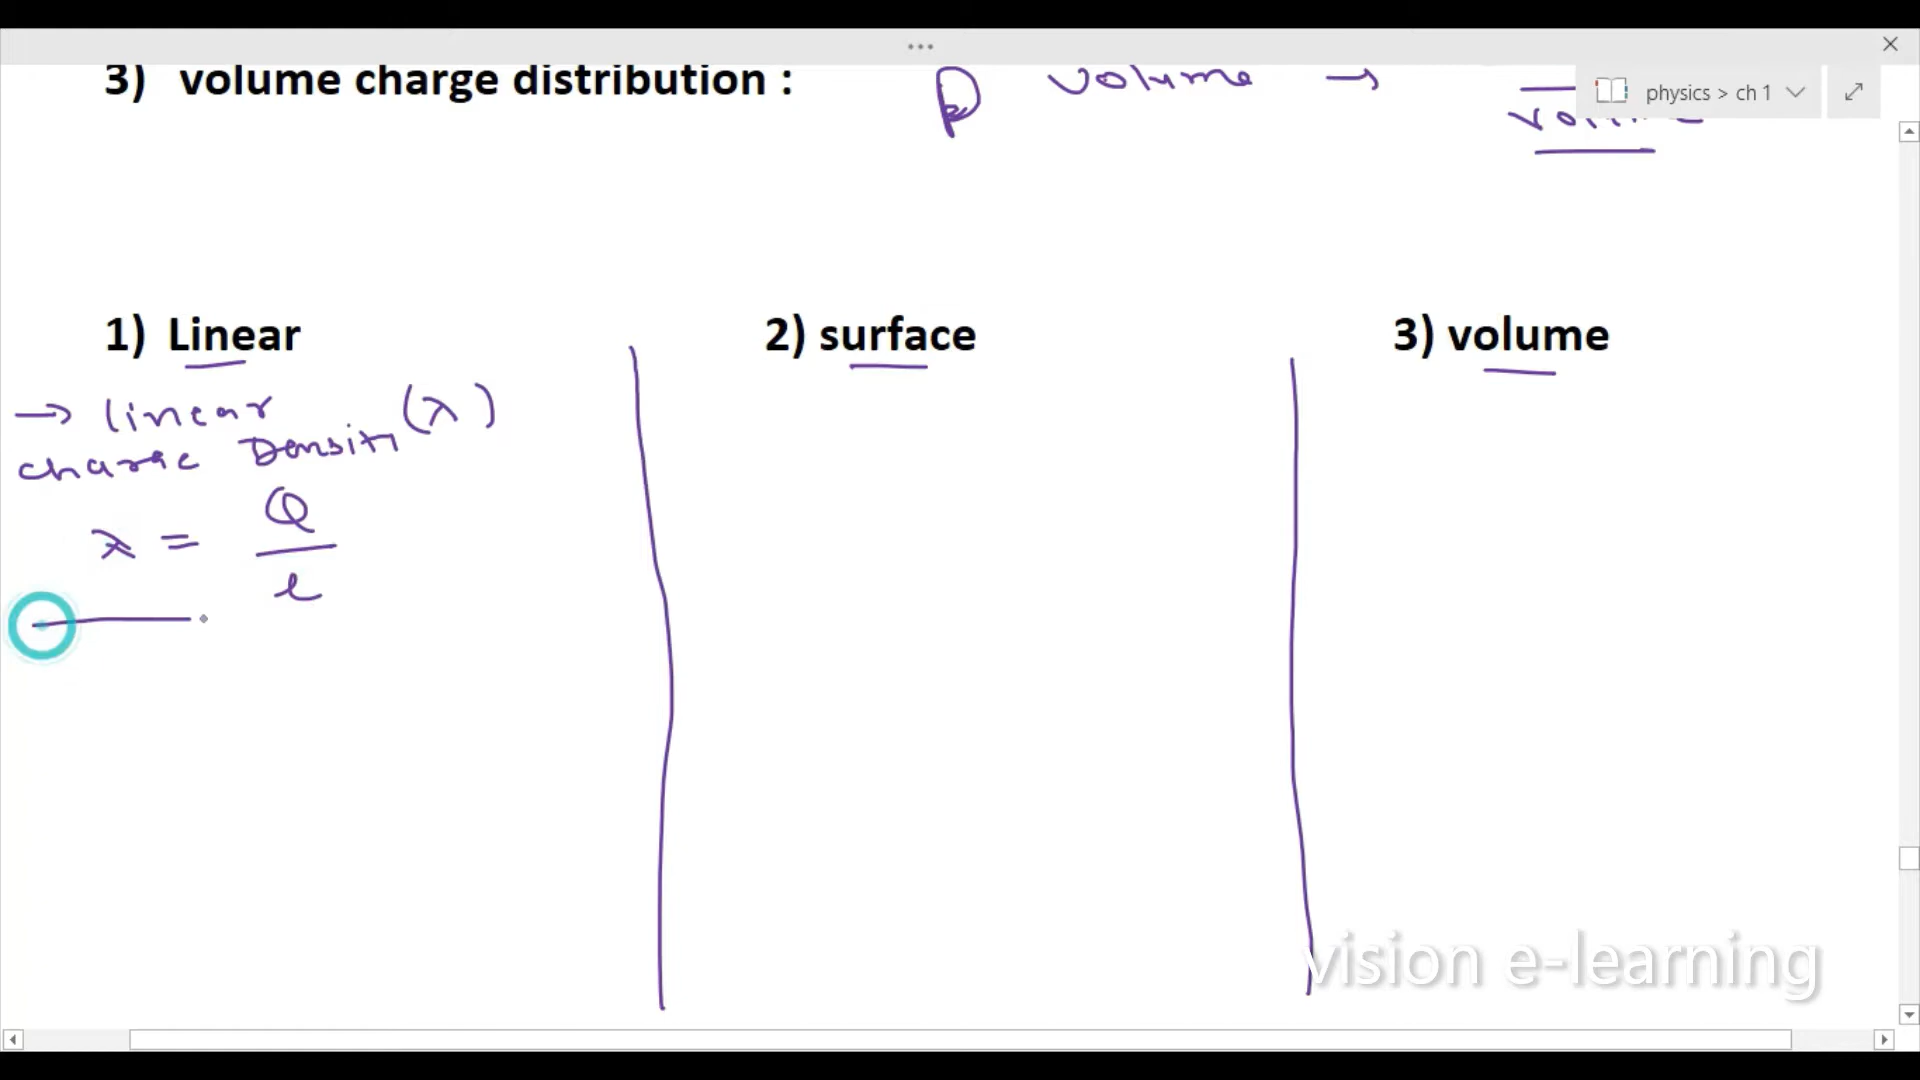 3) volume charge distribution :
volume →
volume
physics > ch 1
1) Linear
2) surface
3) volume
→ linear
charge Density (λ)
λ = Q
l
vision e-learning